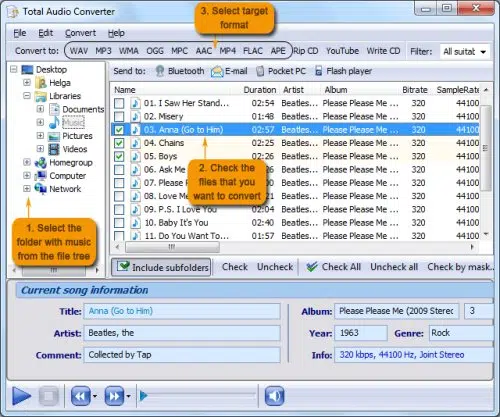 Total Audio Converter
3. Select target
format
File Edit Convert Help
Convert to: WAV MP3 WMA OGG MPC AAC MP4 FLAC APE Rip CD YouTube Write CD Filter: All suitab
Desktop
Helga
Libraries
Documents
Music
Pictures
Videos
Homegroup
Computer
Network
Send to: Bluetooth E-mail Pocket PC Flash player
Name Duration Artist Album Bitrate SampleRate
01. I Saw Her Stand... 02:54 Beatles... Please Please Me ... 320 44100
02. Misery 01:48 Beatles... Please Please Me ... 320 44100
03. Anna (Go to Him) 02:57 Beatles... Please Please Me ... 320 44100
04. Chains 02:25 Beatles... Please Please Me ... 320 44100
05. Boys 02:26 Beatles... Please Please Me ... 320 44100
06. Ask Me Please Please Me ... 320 44100
07. Please Please Please Me ... 320 44100
08. Love Me Please Please Me ... 320 44100
09. P.S. I Love You 02:04 Beatles... Please Please Me ... 320 44100
10. Baby It's You 02:40 Beatles... Please Please Me ... 320 44100
11. Do You Want To... 01:57 Beatles... Please Please Me ... 320 44100
2. Check the
files that you
want to convert
1. Select the
folder with music
from the file tree
Include subfolders Check Uncheck Check All Uncheck all Check by mask..
Current song information
Title: Anna (Go to Him) Album: Please Please Me (2009 Stereo 3
Artist: Beatles, the Year: 1963 Genre: Rock
Comment: Collected by Tap Info: 320 kbps, 44100 Hz, Joint Stereo